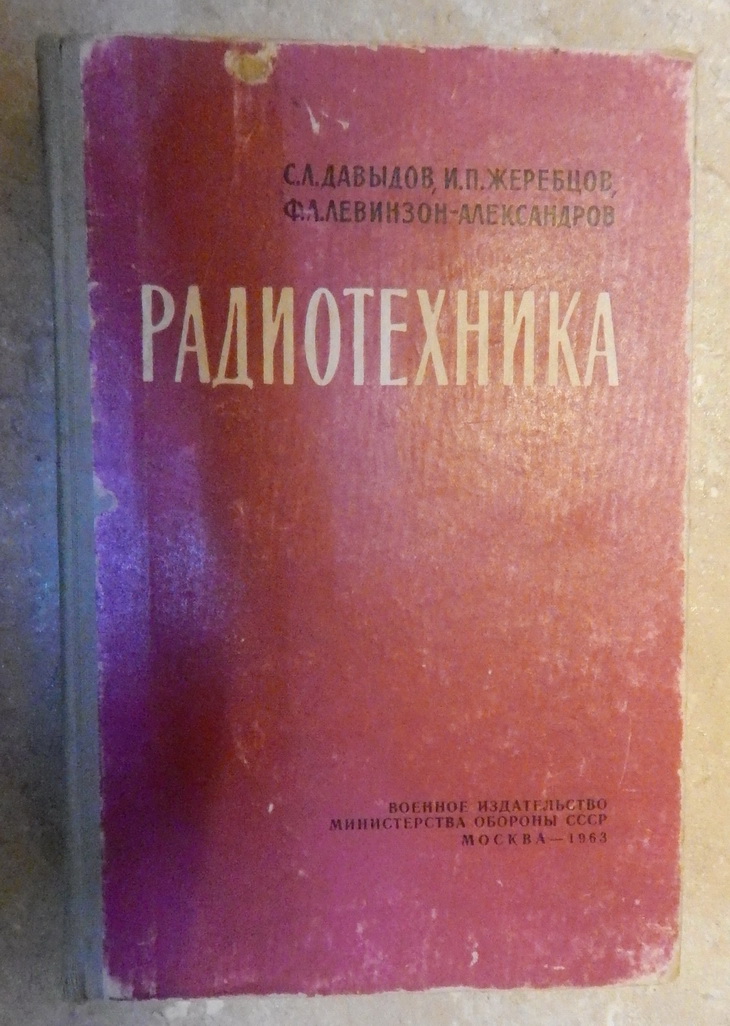 С.Л.ДАВЫДОВ, И.П.ЖЕРЕБЦОВ,
Ф.Л.ЛЕВИНЗОН-АЛЕКСАНДРОВ
РАДИОТЕХНИКА
ВОЕННОЕ ИЗДАТЕЛЬСТВО
МИНИСТЕРСТВА ОБОРОНЫ СССР
МОСКВА—1963